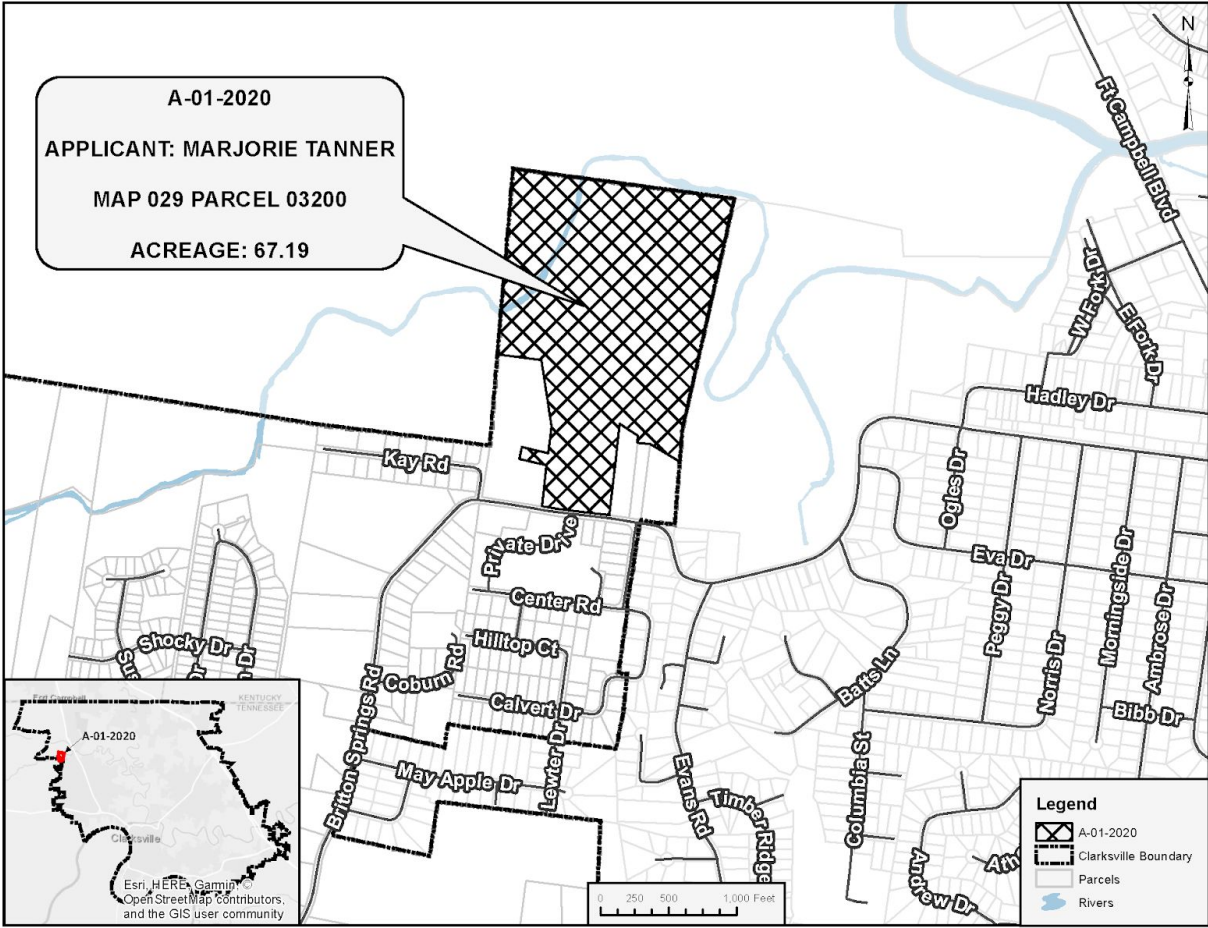 A-01-2020
APPLICANT: MARJORIE TANNER
MAP 029 PARCEL 03200
ACREAGE: 67.19
N
Ft Campbell Blvd
W Fork Dr
E Fork Dr
Hadley Dr
Kay Rd
Ogles Dr
Private Drive
Eva Dr
Peggy Dr
Norris Dr
Morningside Dr
Ambrose Dr
Center Rd
Hilltop Ct
Shocky Dr
Dr
Dr
Coburn Rd
Batts Ln
Calvert Dr
Bibb Dr
Britton Springs Rd
Lewter Dr
May Apple Dr
Evans Rd
Columbia St
Timber Ridge
Andrew Dr
Fort Campbell
KENTUCKY
TENNESSEE
A-01-2020
Clarksville
Esri, HERE, Garmin, ©
OpenStreetMap contributors,
and the GIS user community
0 250 500 1,000 Feet
Legend
A-01-2020
Clarksville Boundary
Parcels
Rivers